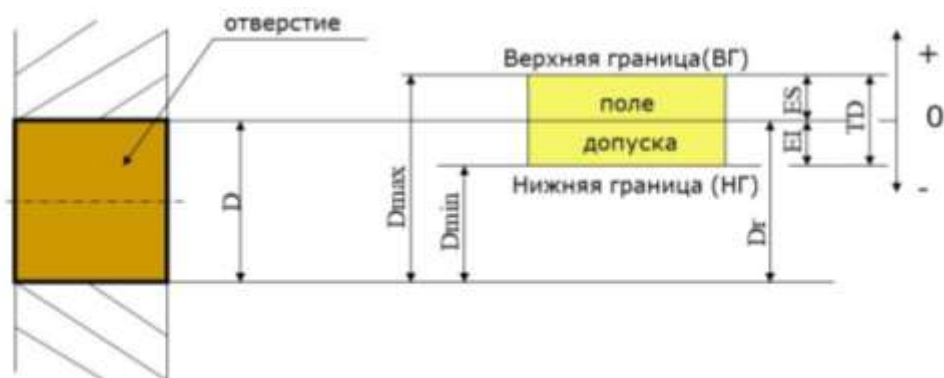 отверстие
Верхняя граница(ВГ)
поле
допуска
Нижняя граница (НГ)
D
Dmax
Dmin
Dr
ES
EI
TD
+
0
-